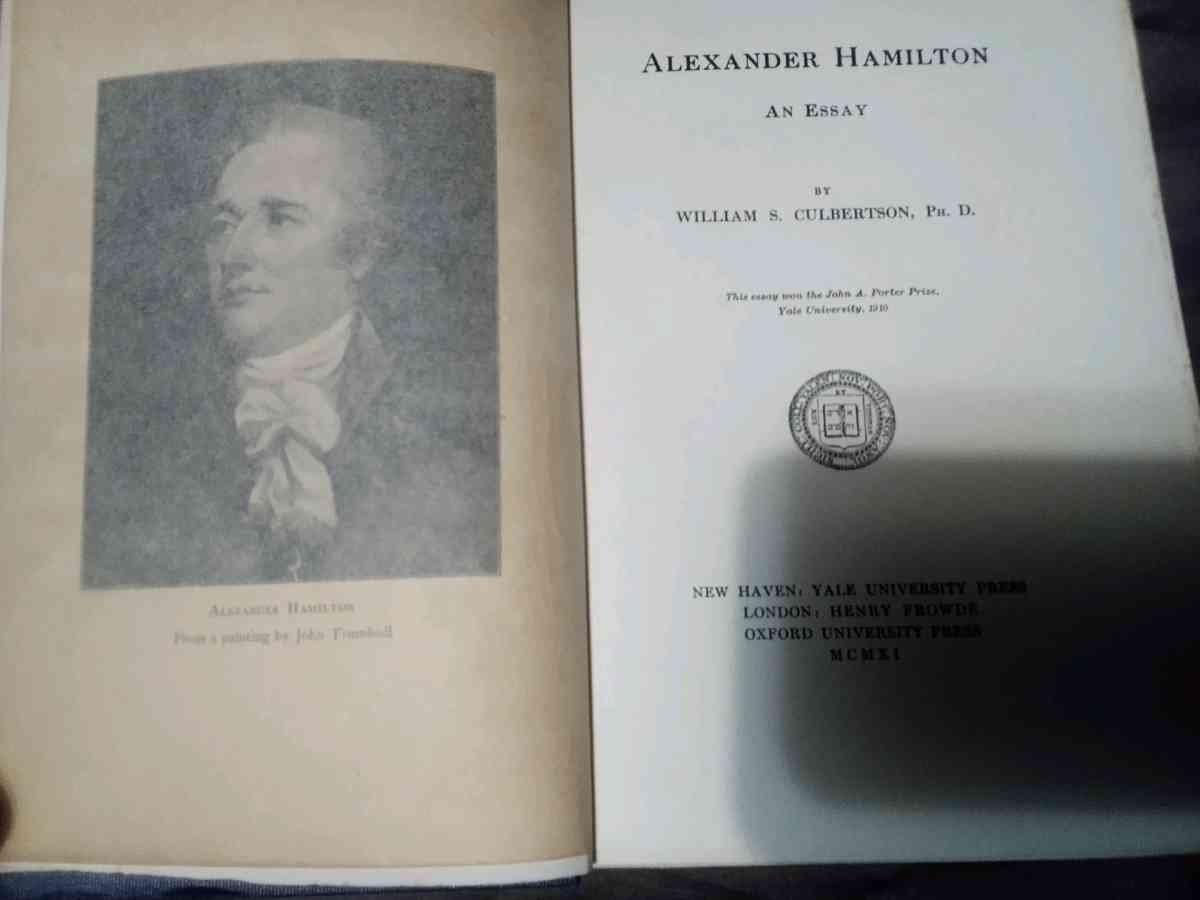 ALEXANDER HAMILTON
From a painting by John Trumbull
ALEXANDER HAMILTON
AN ESSAY
BY
WILLIAM S. CULBERTSON, PH. D.
This essay won the John A. Porter Prize,
Yale University, 1910
NEW HAVEN: YALE UNIVERSITY PRESS
LONDON: HENRY FROWDE
OXFORD UNIVERSITY PRESS
MCMXI